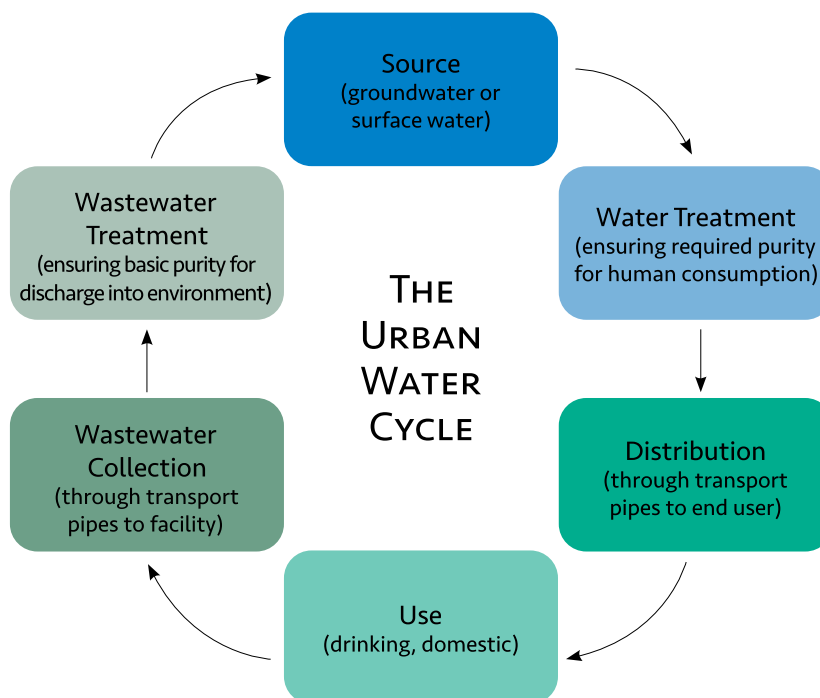 Source
(groundwater or
surface water)
Water Treatment
(ensuring required purity
for human consumption)
Distribution
(through transport
pipes to end user)
Use
(drinking, domestic)
Wastewater
Collection
(through transport
pipes to facility)
Wastewater
Treatment
(ensuring basic purity for
discharge into environment)
The
Urban
Water
Cycle